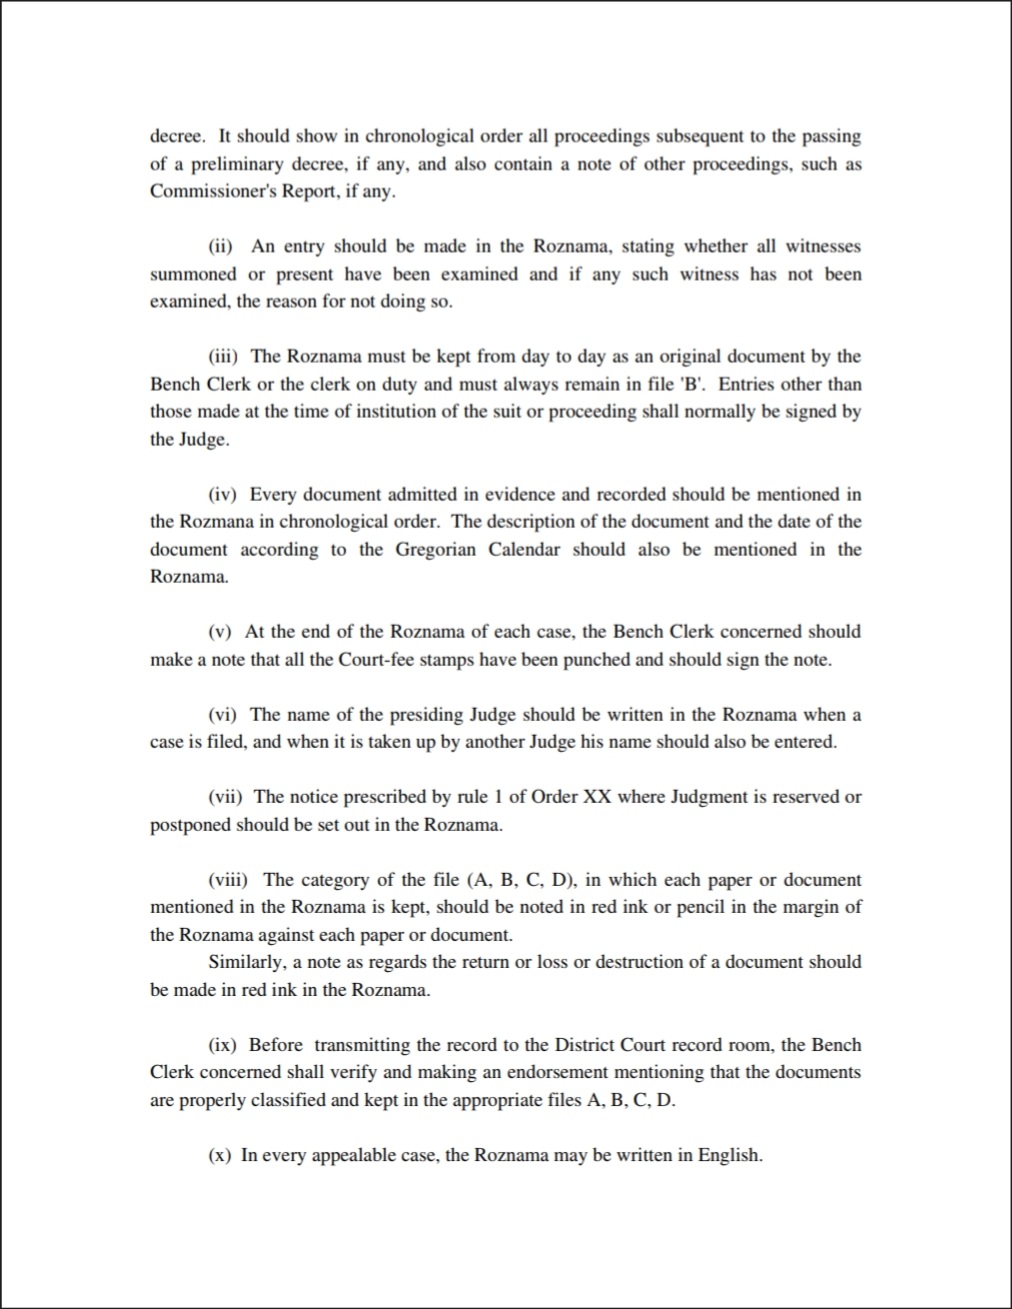 decree. It should show in chronological order all proceedings subsequent to the passing
of a preliminary decree, if any, and also contain a note of other proceedings, such as
Commissioner's Report, if any.
(ii) An entry should be made in the Roznama, stating whether all witnesses
summoned or present have been examined and if any such witness has not been
examined, the reason for not doing so.
(iii) The Roznama must be kept from day to day as an original document by the
Bench Clerk or the clerk on duty and must always remain in file 'B'. Entries other than
those made at the time of institution of the suit or proceeding shall normally be signed by
the Judge.
(iv) Every document admitted in evidence and recorded should be mentioned in
the Rozmana in chronological order. The description of the document and the date of the
document according to the Gregorian Calendar should also be mentioned in the
Roznama.
(v) At the end of the Roznama of each case, the Bench Clerk concerned should
make a note that all the Court-fee stamps have been punched and should sign the note.
(vi) The name of the presiding Judge should be written in the Roznama when a
case is filed, and when it is taken up by another Judge his name should also be entered.
(vii) The notice prescribed by rule 1 of Order XX where Judgment is reserved or
postponed should be set out in the Roznama.
(viii) The category of the file (A, B, C, D), in which each paper or document
mentioned in the Roznama is kept, should be noted in red ink or pencil in the margin of
the Roznama against each paper or document.
Similarly, a note as regards the return or loss or destruction of a document should
be made in red ink in the Roznama.
(ix) Before transmitting the record to the District Court record room, the Bench
Clerk concerned shall verify and making an endorsement mentioning that the documents
are properly classified and kept in the appropriate files A, B, C, D.
(x) In every appealable case, the Roznama may be written in English.